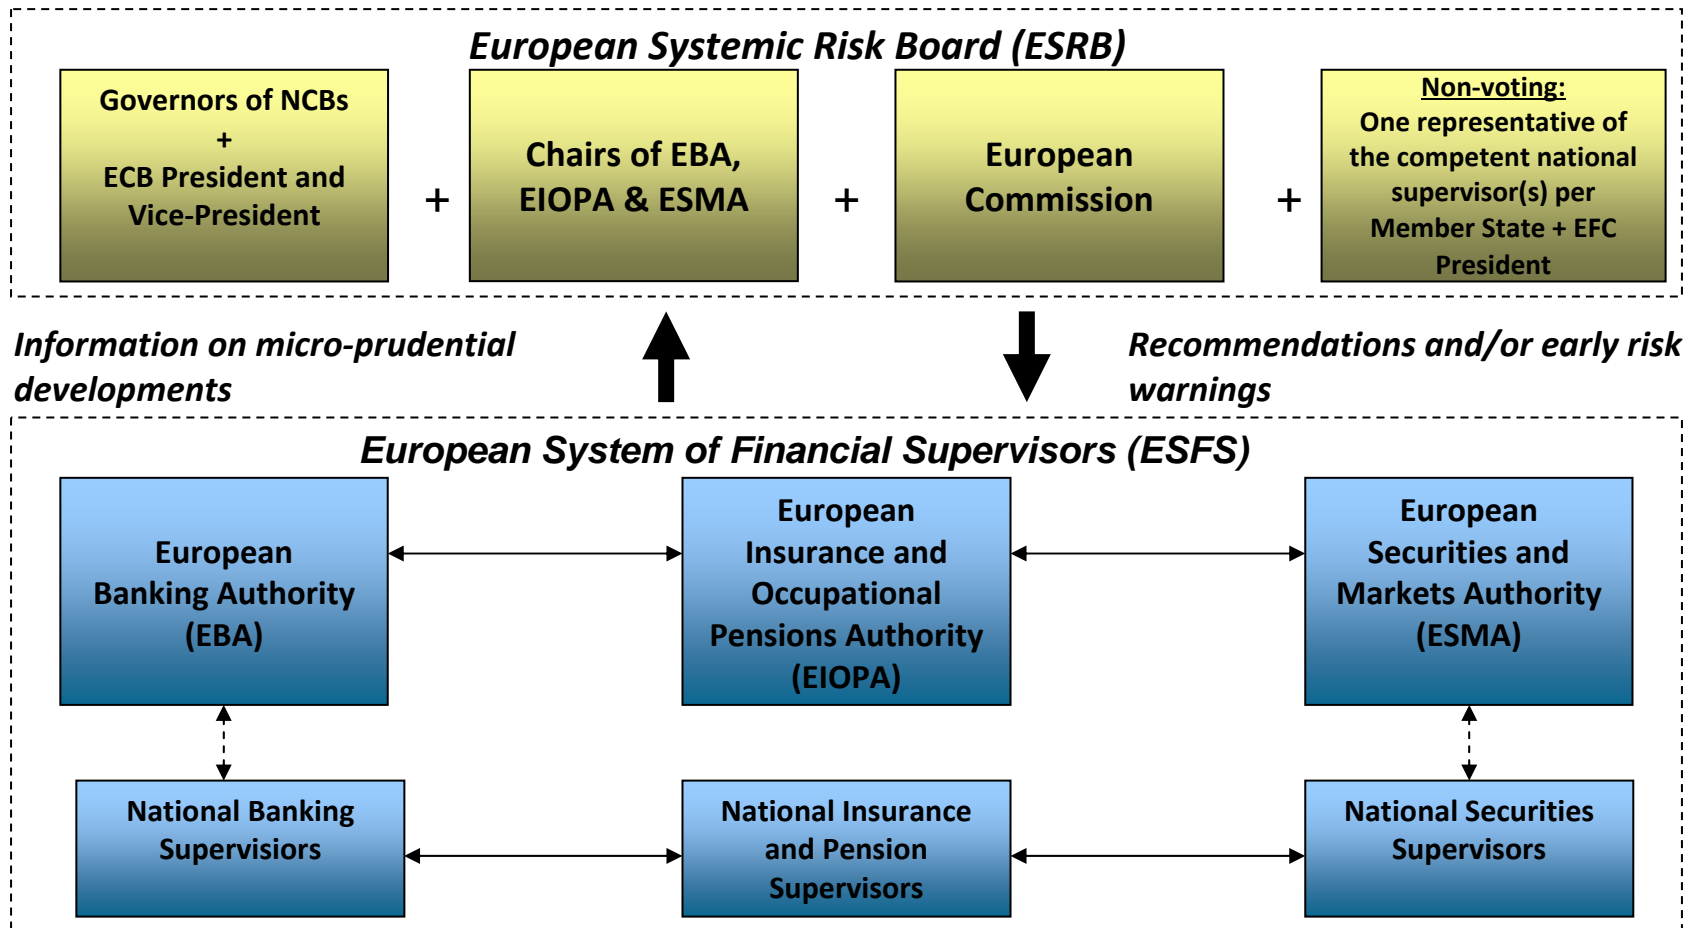 European Systemic Risk Board (ESRB)
Governors of NCBs
+
ECB President and
Vice-President
+
Chairs of EBA,
EIOPA & ESMA
+
European
Commission
+
Non-voting:
One representative of
the competent national
supervisor(s) per
Member State + EFC
President
Information on micro-prudential
developments
Recommendations and/or early risk
warnings
European System of Financial Supervisors (ESFS)
European
Banking Authority
(EBA)
European
Insurance and
Occupational
Pensions Authority
(EIOPA)
European
Securities and
Markets Authority
(ESMA)
National Banking
Supervisiors
National Insurance
and Pension
Supervisors
National Securities
Supervisors